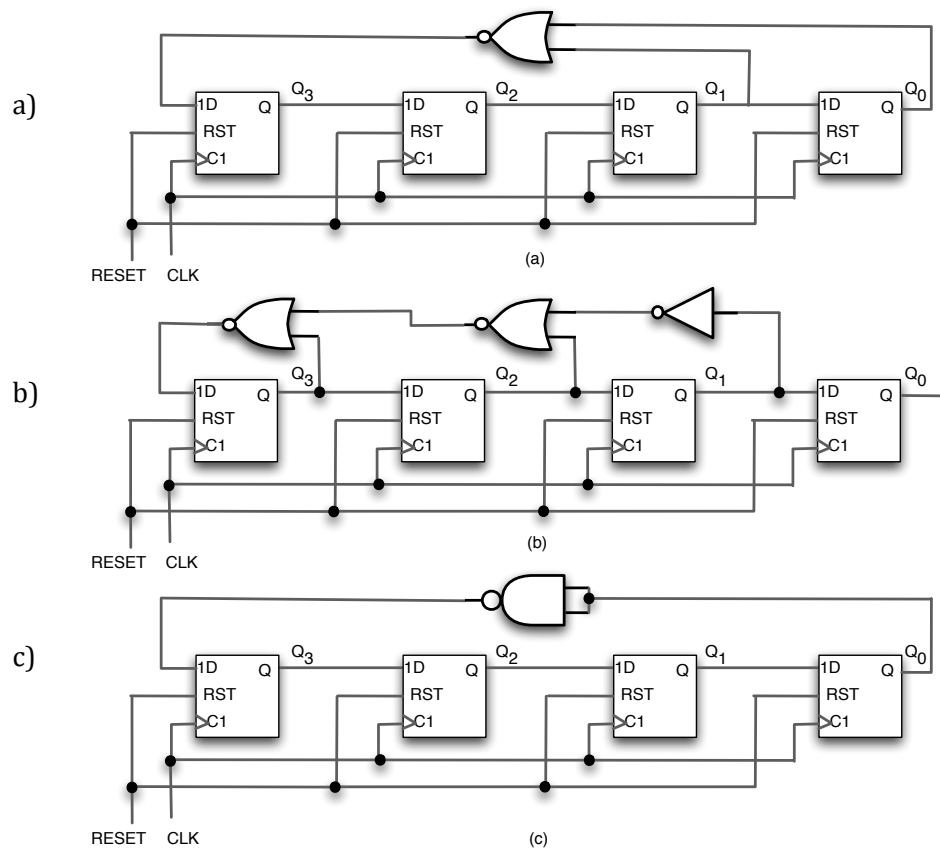 a)
Q3 Q2 Q1 Q0
1D Q 1D Q 1D Q 1D Q
RST RST RST RST
C1 C1 C1 C1
RESET CLK
(a)
b)
Q3 Q2 Q1 Q0
1D Q 1D Q 1D Q 1D Q
RST RST RST RST
C1 C1 C1 C1
RESET CLK
(b)
c)
Q3 Q2 Q1 Q0
1D Q 1D Q 1D Q 1D Q
RST RST RST RST
C1 C1 C1 C1
RESET CLK
(c)